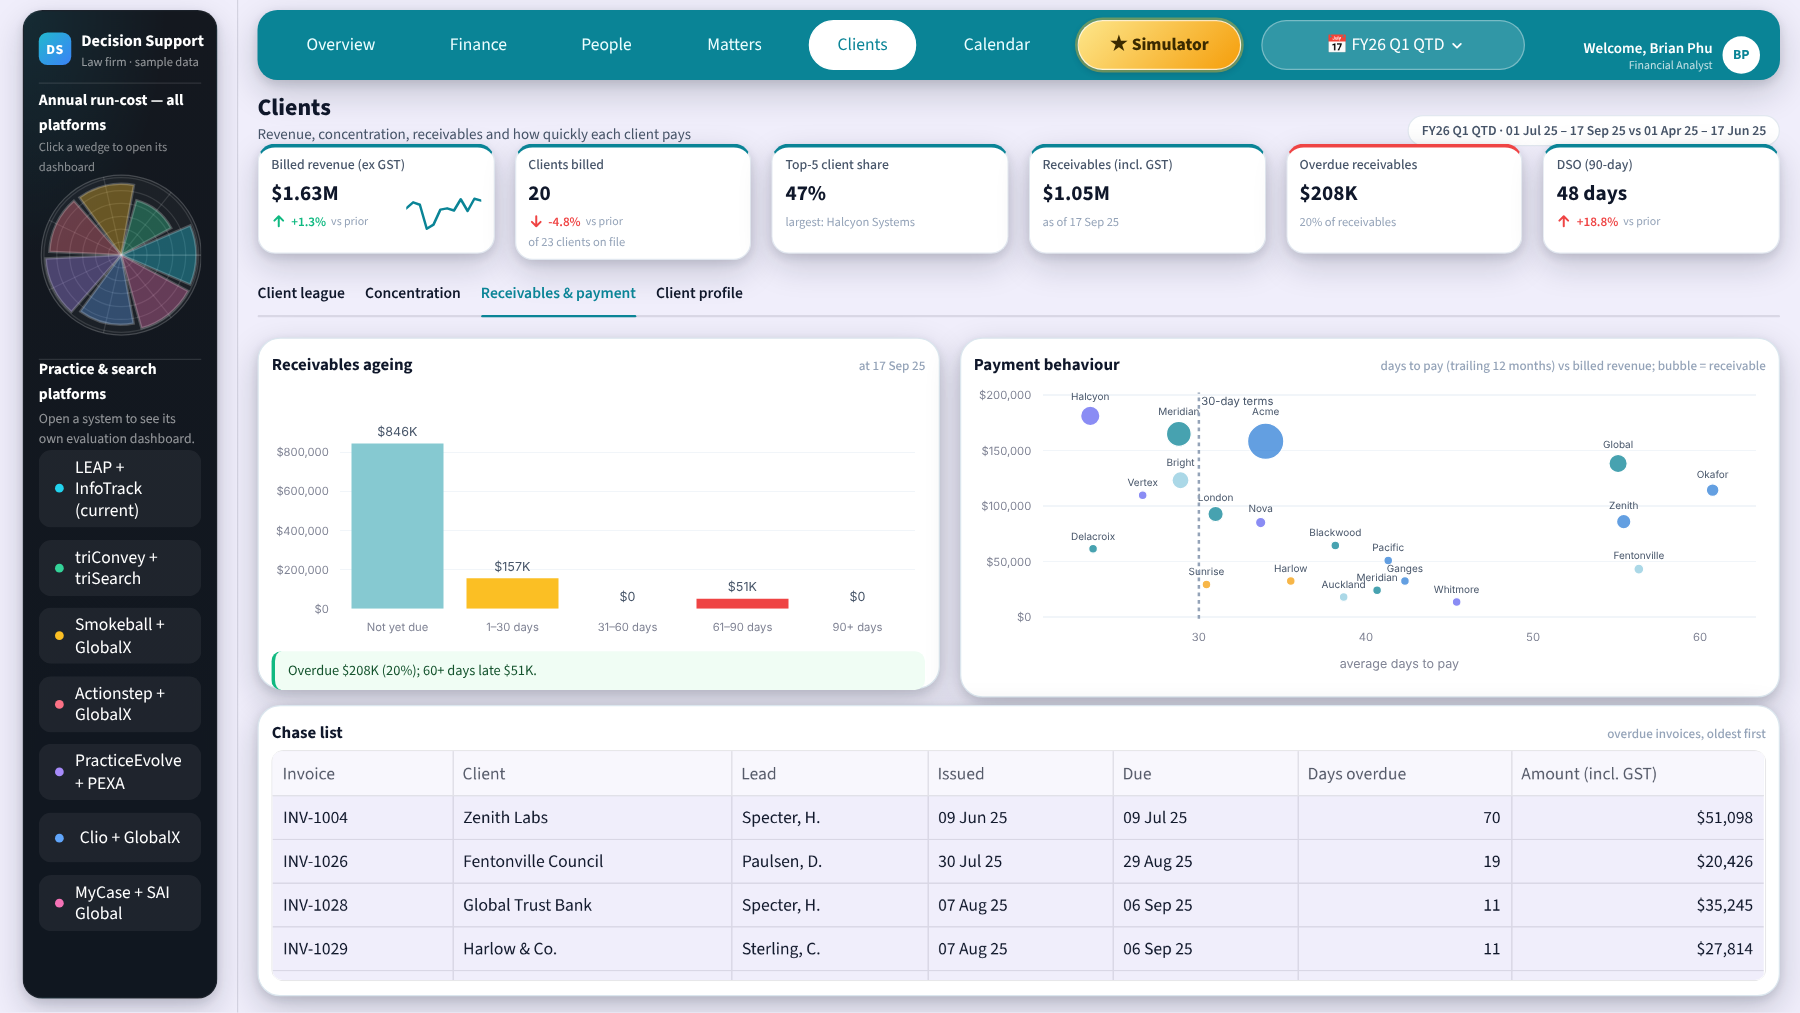 DS
Decision Support
Law firm · sample data
Annual run-cost — all
platforms
Click a wedge to open its
dashboard
Practice & search
platforms
Open a system to see its
own evaluation dashboard.
LEAP +
InfoTrack
(current)
triConvey +
triSearch
Smokeball +
GlobalX
Actionstep +
GlobalX
PracticeEvolve
+ PEXA
Clio + GlobalX
MyCase + SAI
Global
Overview
Finance
People
Matters
Clients
Calendar
★ Simulator
📅 FY26 Q1 QTD
Welcome, Brian Phu
Financial Analyst
BP
Clients
Revenue, concentration, receivables and how quickly each client pays
FY26 Q1 QTD · 01 Jul 25 – 17 Sep 25 vs 01 Apr 25 – 17 Jun 25
Billed revenue (ex GST)
$1.63M
↑ +1.3% vs prior
Clients billed
20
↓ -4.8% vs prior
of 23 clients on file
Top-5 client share
47%
largest: Halcyon Systems
Receivables (incl. GST)
$1.05M
as of 17 Sep 25
Overdue receivables
$208K
20% of receivables
DSO (90-day)
48 days
↑ +18.8% vs prior
Client league
Concentration
Receivables & payment
Client profile
Receivables ageing
at 17 Sep 25
$800,000
$600,000
$400,000
$200,000
$0
$846K
$157K
$0
$51K
$0
Not yet due
1–30 days
31–60 days
61–90 days
90+ days
Overdue $208K (20%); 60+ days late $51K.
Payment behaviour
days to pay (trailing 12 months) vs billed revenue; bubble = receivable
$200,000
$150,000
$100,000
$50,000
$0
Halcyon
30-day terms
Meridian
Acme
Global
Bright
Okafor
Vertex
London
Nova
Zenith
Delacroix
Blackwood
Pacific
Fentonville
Sunrise
Harlow
Ganges
Meridian
Auckland
Whitmore
30
40
50
60
average days to pay
Chase list
overdue invoices, oldest first
Invoice Client Lead Issued Due Days overdue Amount (incl. GST)
INV-1004 Zenith Labs Specter, H. 09 Jun 25 09 Jul 25 70 $51,098
INV-1026 Fentonville Council Paulsen, D. 30 Jul 25 29 Aug 25 19 $20,426
INV-1028 Global Trust Bank Specter, H. 07 Aug 25 06 Sep 25 11 $35,245
INV-1029 Harlow & Co. Sterling, C. 07 Aug 25 06 Sep 25 11 $27,814